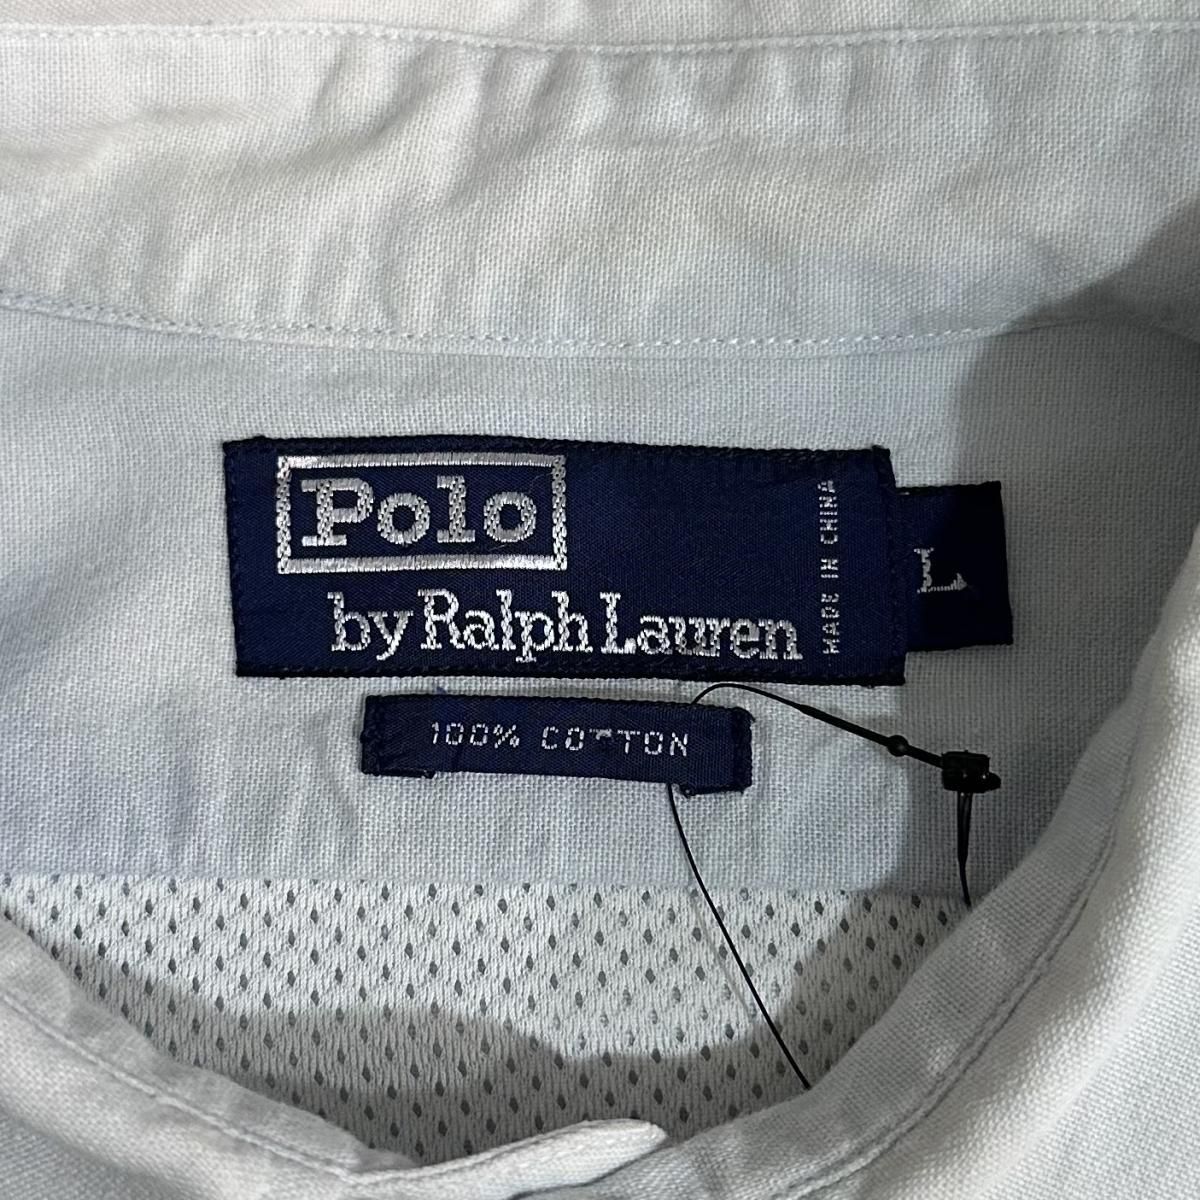 Polo
by Ralph Lauren
MADE IN CHINA
L
100% COTTON